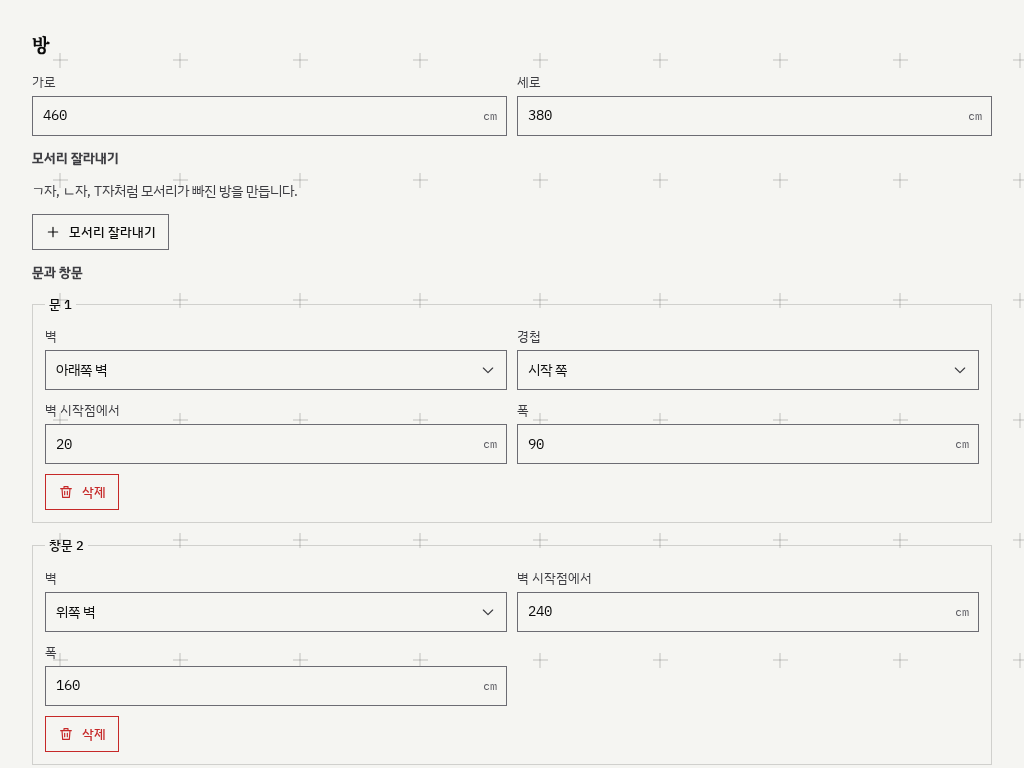 방
가로
세로
460 cm
380 cm
모서리 잘라내기
ㄱ자, ㄴ자, T자처럼 모서리가 빠진 방을 만듭니다.
모서리 잘라내기
문과 창문
문 1
벽
경첩
아래쪽 벽
시작 쪽
벽 시작점에서
폭
20 cm
90 cm
삭제
창문 2
벽
벽 시작점에서
위쪽 벽
240 cm
폭
160 cm
삭제